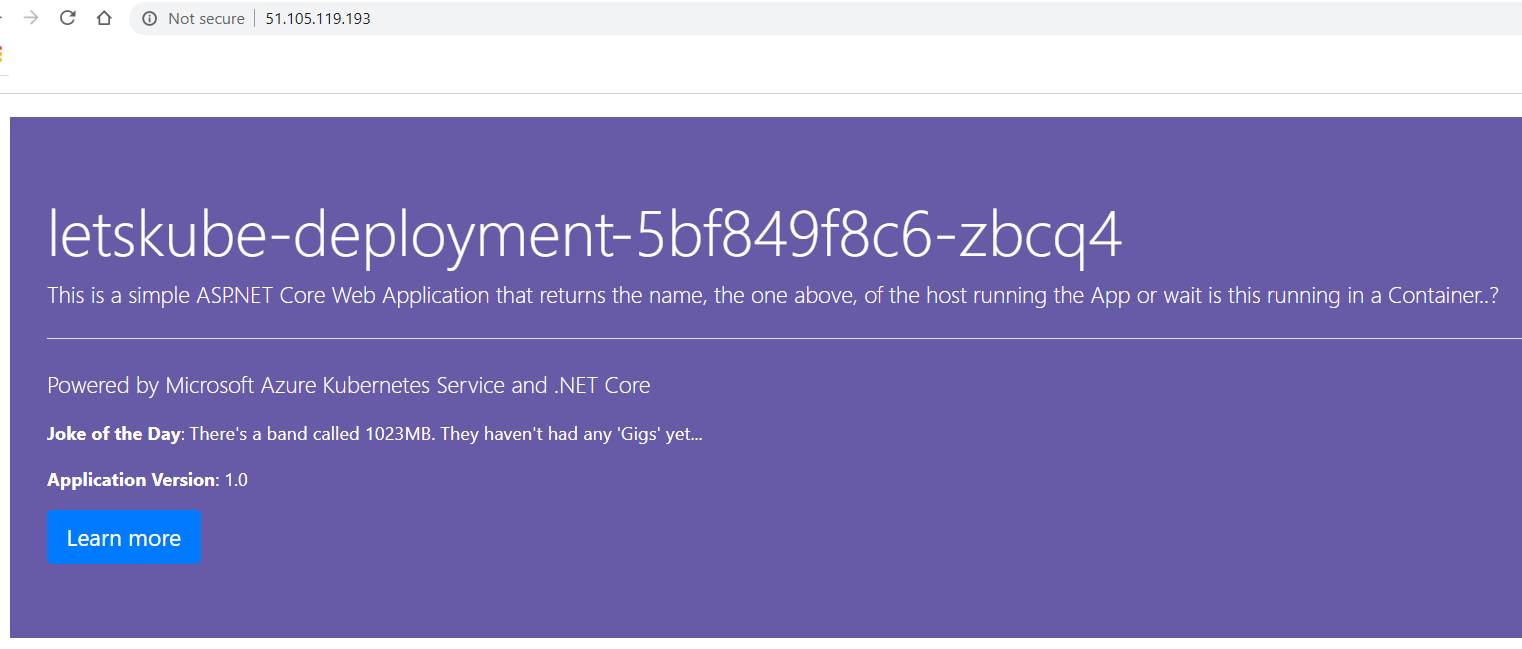 Not secure 51.105.119.193
letskube-deployment-5bf849f8c6-zbcq4
This is a simple ASP.NET Core Web Application that returns the name, the one above, of the host running the App or wait is this running in a Container..?
Powered by Microsoft Azure Kubernetes Service and .NET Core
Joke of the Day: There's a band called 1023MB. They haven't had any 'Gigs' yet...
Application Version: 1.0
Learn more